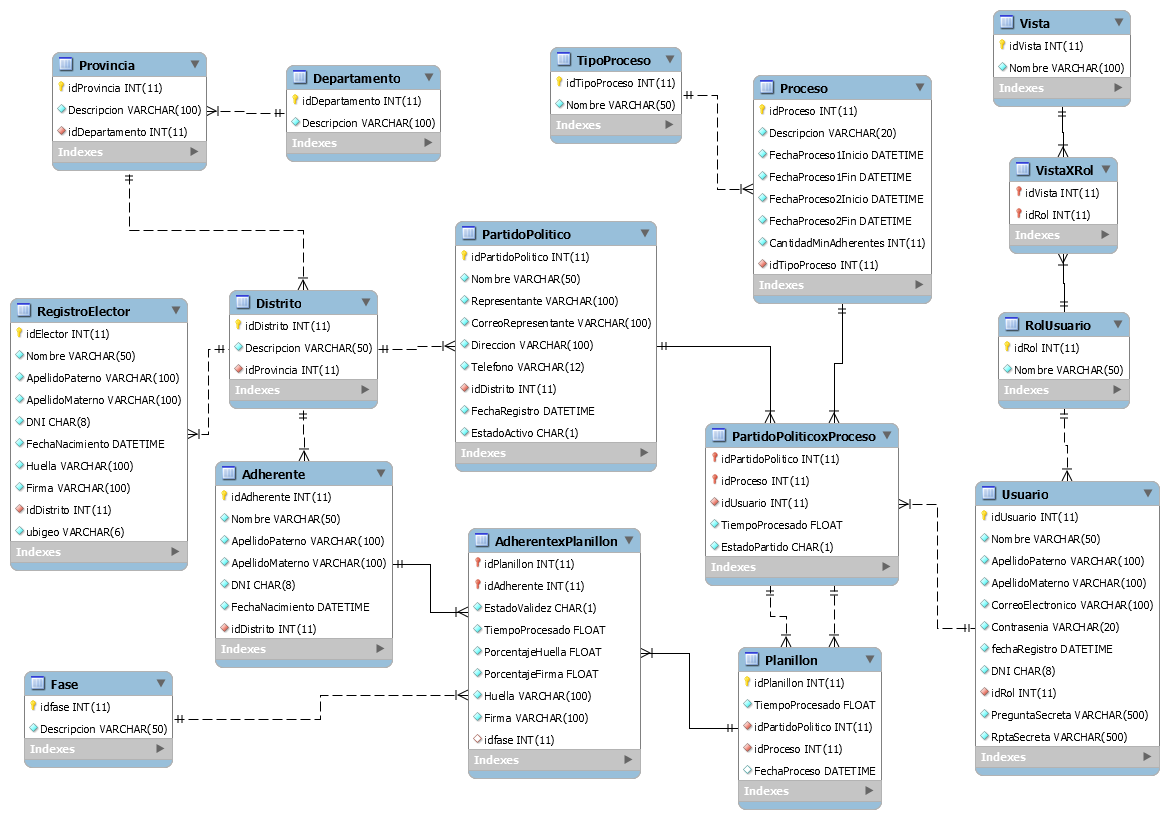 Provincia
idProvincia INT(11)
Descripcion VARCHAR(100)
idDepartamento INT(11)
Indexes
Departamento
idDepartamento INT(11)
Descripcion VARCHAR(100)
Indexes
TipoProceso
idTipoProceso INT(11)
Nombre VARCHAR(50)
Indexes
Proceso
idProceso INT(11)
Descripcion VARCHAR(20)
FechaProceso1Inicio DATETIME
FechaProceso1Fin DATETIME
FechaProceso2Inicio DATETIME
FechaProceso2Fin DATETIME
CantidadMinAdherentes INT(11)
idTipoProceso INT(11)
Indexes
Vista
idVista INT(11)
Nombre VARCHAR(100)
Indexes
VistaXRol
idVista INT(11)
idRol INT(11)
Indexes
RolUsuario
idRol INT(11)
Nombre VARCHAR(50)
Indexes
RegistroElector
idElector INT(11)
Nombre VARCHAR(50)
ApellidoPaterno VARCHAR(100)
ApellidoMaterno VARCHAR(100)
DNI CHAR(8)
FechaNacimiento DATETIME
Huella VARCHAR(100)
Firma VARCHAR(100)
idDistrito INT(11)
ubigeo VARCHAR(6)
Indexes
Distrito
idDistrito INT(11)
Descripcion VARCHAR(50)
idProvincia INT(11)
Indexes
PartidoPolitico
idPartidoPolitico INT(11)
Nombre VARCHAR(50)
Representante VARCHAR(100)
CorreoRepresentante VARCHAR(100)
Direccion VARCHAR(100)
Telefono VARCHAR(12)
idDistrito INT(11)
FechaRegistro DATETIME
EstadoActivo CHAR(1)
Indexes
PartidoPoliticoxProceso
idPartidoPolitico INT(11)
idProceso INT(11)
idUsuario INT(11)
TiempoProcesado FLOAT
EstadoPartido CHAR(1)
Indexes
Usuario
idUsuario INT(11)
Nombre VARCHAR(50)
ApellidoPaterno VARCHAR(100)
ApellidoMaterno VARCHAR(100)
CorreoElectronico VARCHAR(100)
Contrasenia VARCHAR(20)
fechaRegistro DATETIME
DNI CHAR(8)
idRol INT(11)
PreguntaSecreta VARCHAR(500)
RptaSecreta VARCHAR(500)
Indexes
Adherente
idAdherente INT(11)
Nombre VARCHAR(50)
ApellidoPaterno VARCHAR(100)
ApellidoMaterno VARCHAR(100)
DNI CHAR(8)
FechaNacimiento DATETIME
idDistrito INT(11)
Indexes
AdherentexPlanillon
idPlanillon INT(11)
idAdherente INT(11)
EstadoValidez CHAR(1)
TiempoProcesado FLOAT
PorcentajeHuella FLOAT
PorcentajeFirma FLOAT
Huella VARCHAR(100)
Firma VARCHAR(100)
idfase INT(11)
Indexes
Planillon
idPlanillon INT(11)
TiempoProcesado FLOAT
idPartidoPolitico INT(11)
idProceso INT(11)
FechaProceso DATETIME
Indexes
Fase
idfase INT(11)
Descripcion VARCHAR(50)
Indexes